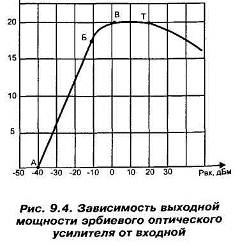 20
В
Т
Б
15
10
5
А
-50 -40 -30 -20 -10 0 10 20 30 Рвх, дБм
Рис. 9.4. Зависимость выходной
мощности эрбиевого оптического
усилителя от входной